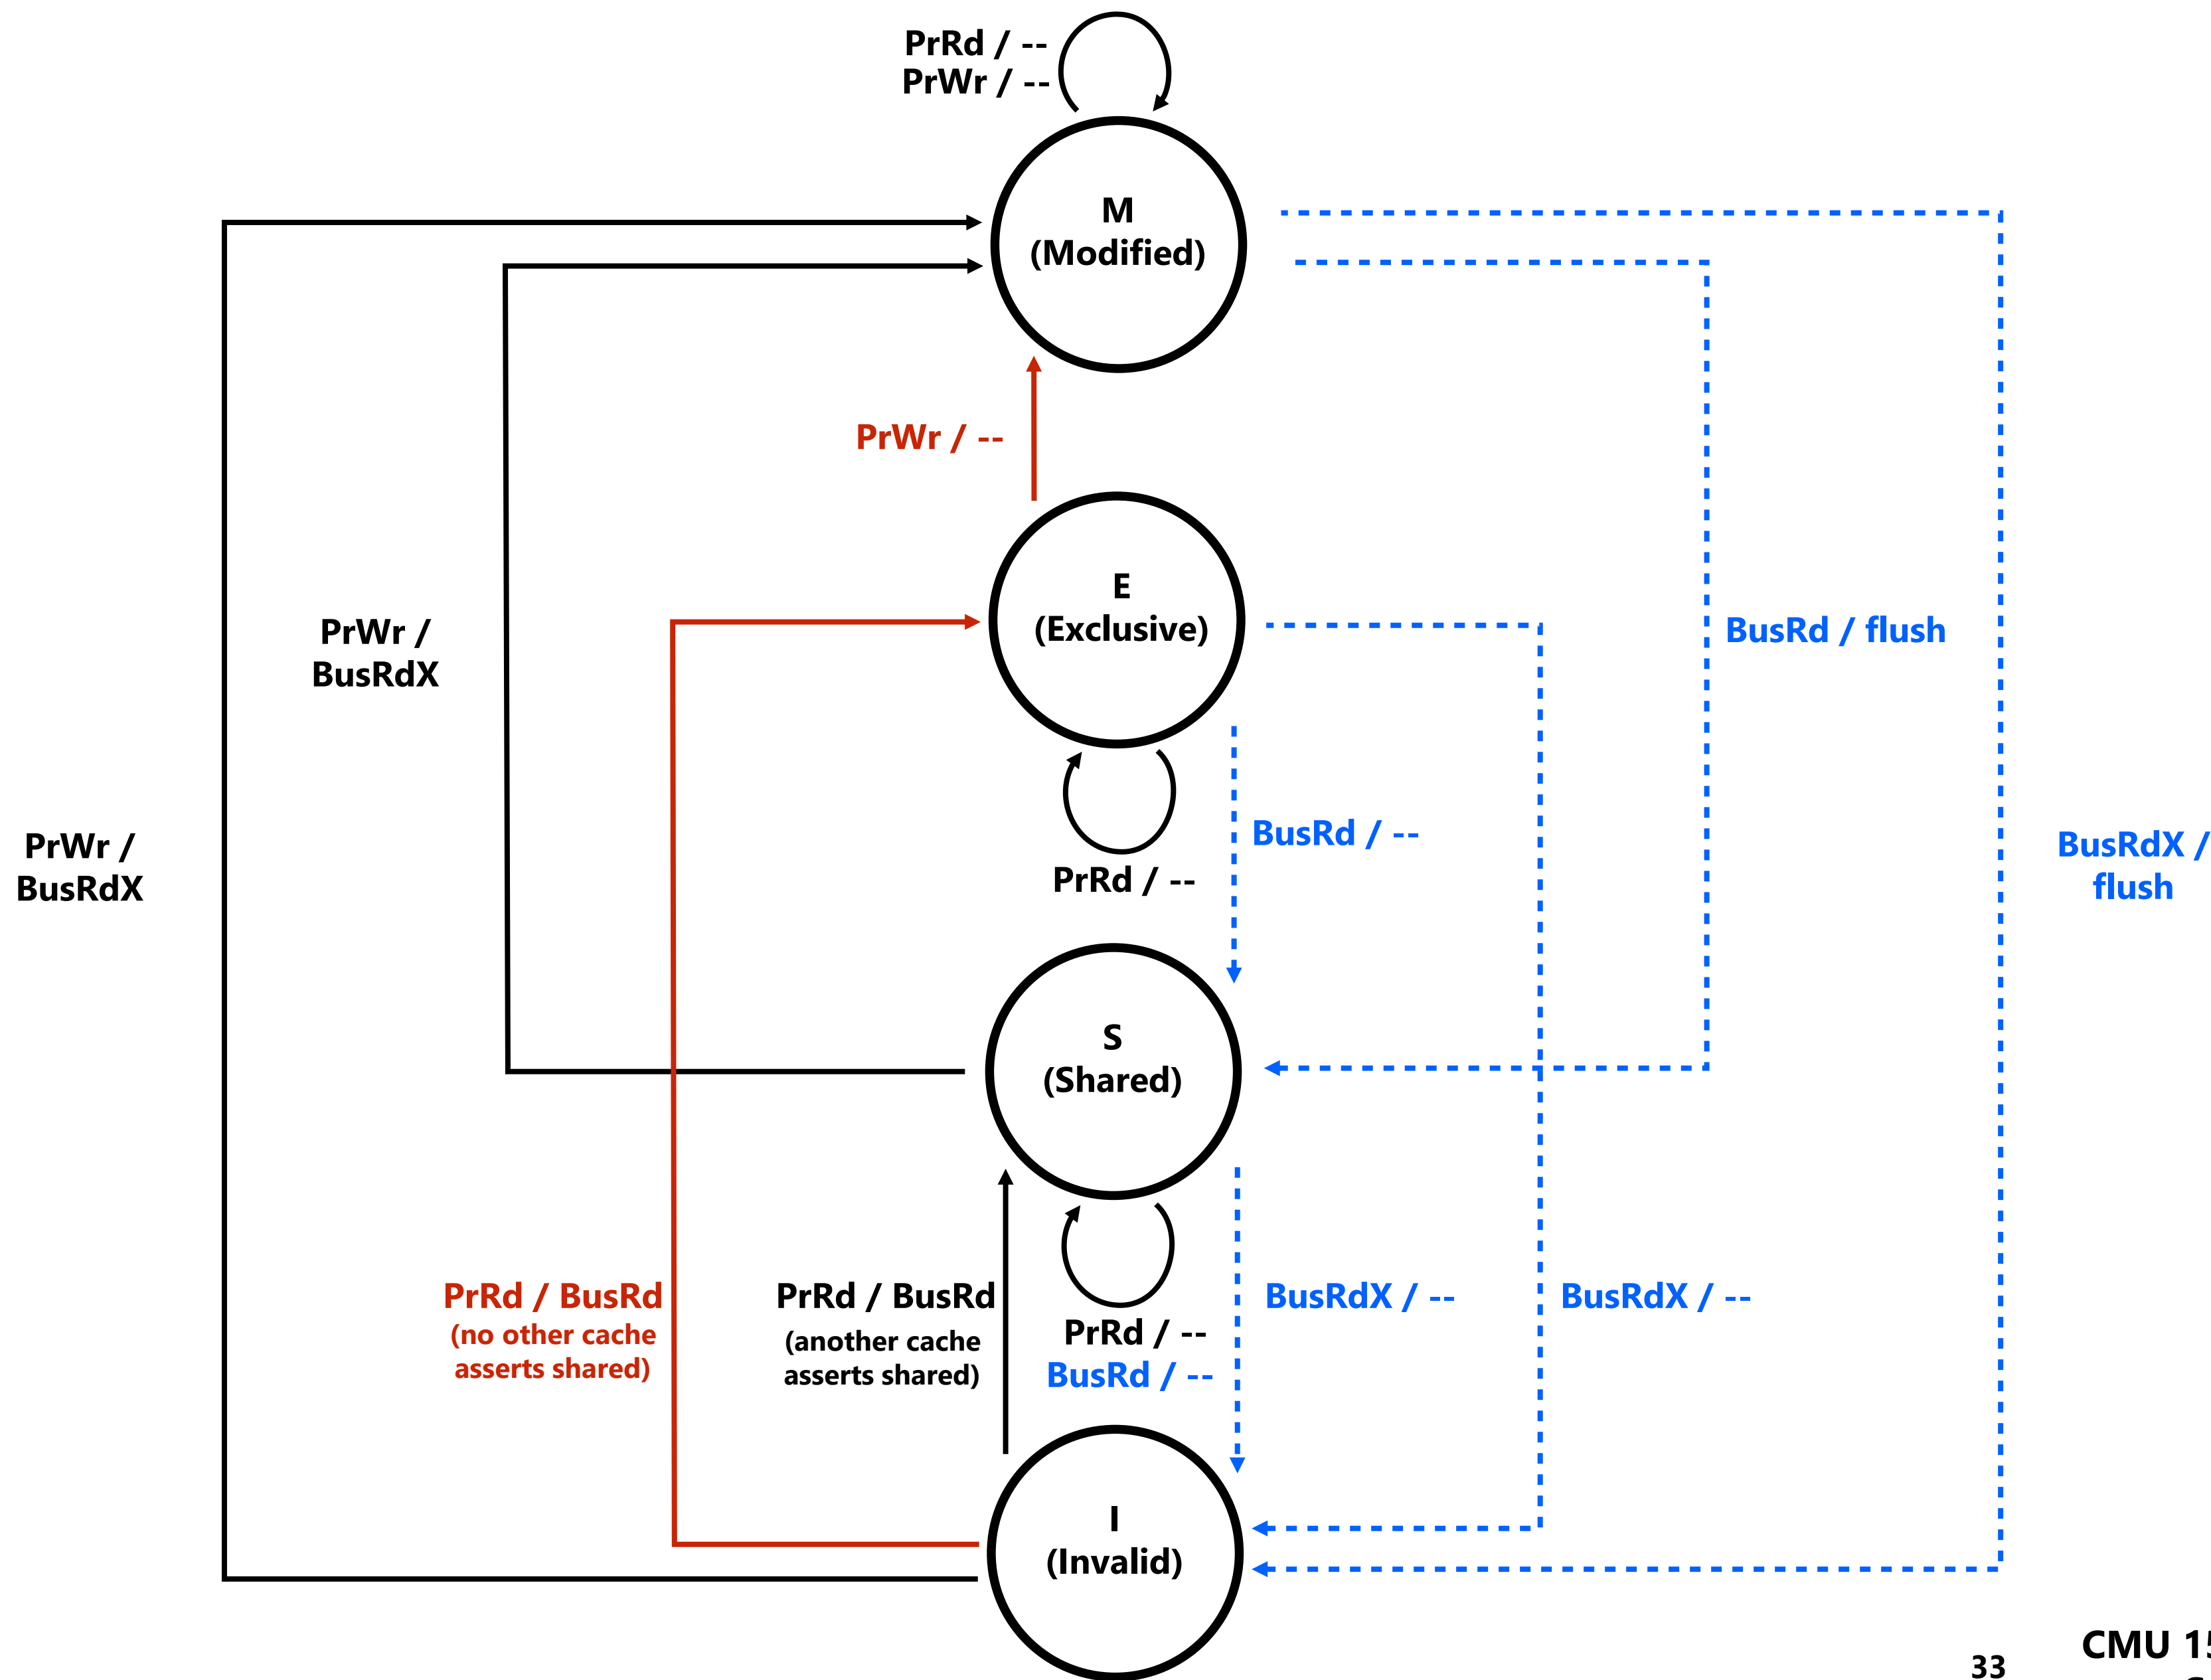 PrRd / --
PrWr / --
M
(Modified)
PrWr / --
E
(Exclusive)
PrWr /
BusRdX
BusRd / flush
PrWr /
BusRdX
BusRd / --
BusRdX /
flush
PrRd / --
S
(Shared)
PrRd / BusRd
(no other cache
asserts shared)
PrRd / BusRd
(another cache
asserts shared)
PrRd / --
BusRd / --
BusRdX / --
BusRdX / --
I
(Invalid)
33
CMU